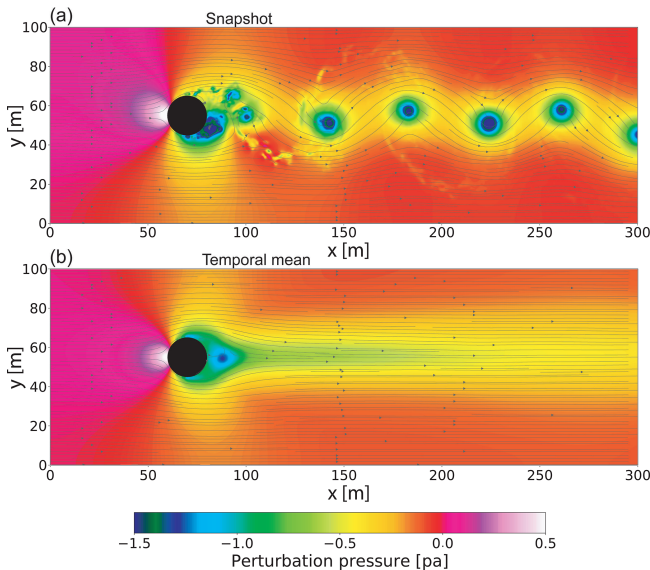 (a) Snapshot
100
80
60
40
20
0
y [m]
0 50 100 150 200 250 300
x [m]
(b) Temporal mean
100
80
60
40
20
0
y [m]
0 50 100 150 200 250 300
x [m]
−1.5 −1.0 −0.5 0.0 0.5
Perturbation pressure [pa]